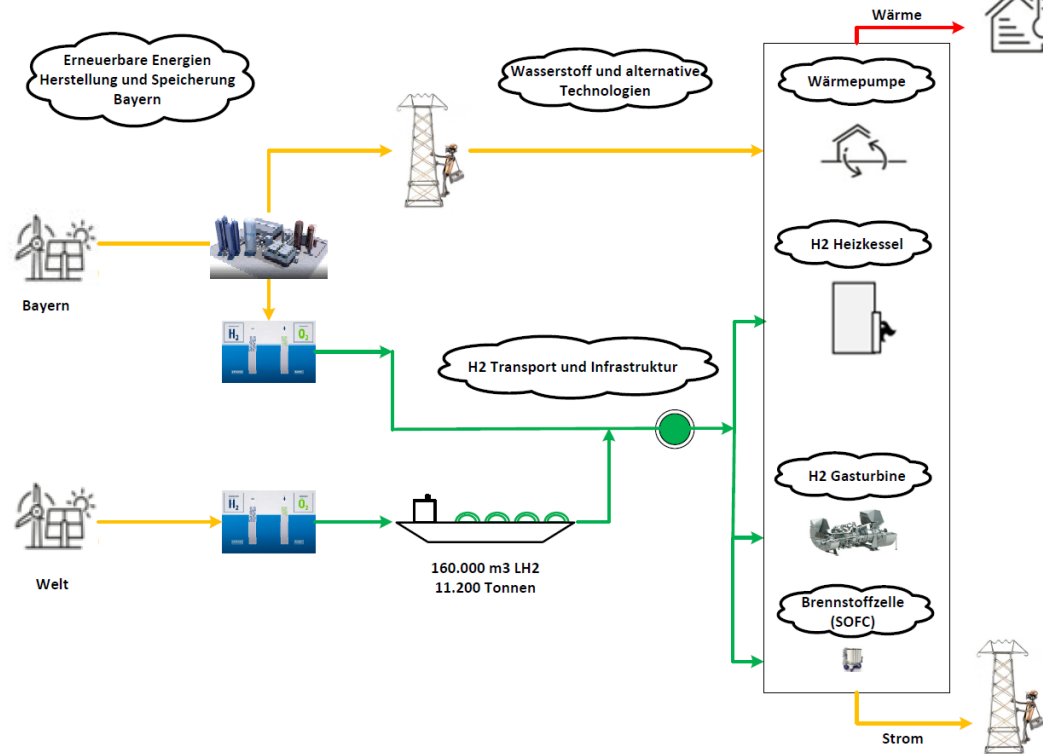 Wärme
Erneuerbare Energien
Herstellung und Speicherung
Bayern
Wasserstoff und alternative
Technologien
Wärmepumpe
H2 Heizkessel
Bayern
H2
O2
H2 Transport und Infrastruktur
H2 Gasturbine
H2
O2
Welt
160.000 m3 LH2
11.200 Tonnen
Brennstoffzelle
(SOFC)
Strom